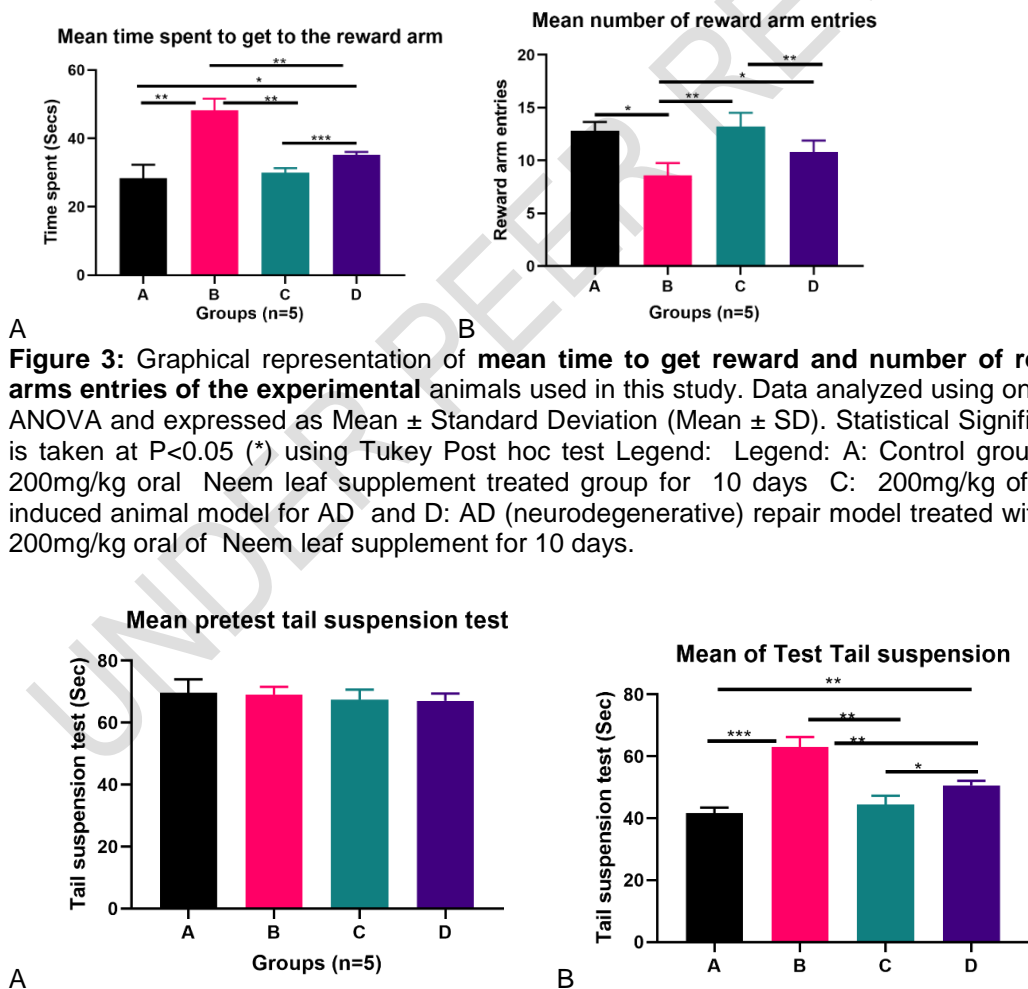 Mean time spent to get to the reward arm
60
40
20
0
Time spent (Secs)
**
*
**
**
***
A B C D
Groups (n=5)
A
Mean number of reward arm entries
20
15
10
5
0
Reward arm entries
**
*
**
*
A B C D
Groups (n=5)
B
Figure 3: Graphical representation of mean time to get reward and number of re
arms entries of the experimental animals used in this study. Data analyzed using on
ANOVA and expressed as Mean ± Standard Deviation (Mean ± SD). Statistical Signifi
is taken at P<0.05 (*) using Tukey Post hoc test Legend: Legend: A: Control grou
200mg/kg oral Neem leaf supplement treated group for 10 days C: 200mg/kg of
induced animal model for AD and D: AD (neurodegenerative) repair model treated wit
200mg/kg oral of Neem leaf supplement for 10 days.
Mean pretest tail suspension test
80
60
40
20
0
Tail suspension test (Sec)
A B C D
Groups (n=5)
A
Mean of Test Tail suspension
80
60
40
20
0
Tail suspension test (Sec)
**
**
***
**
*
A B C D
B
UNDER PEER RE